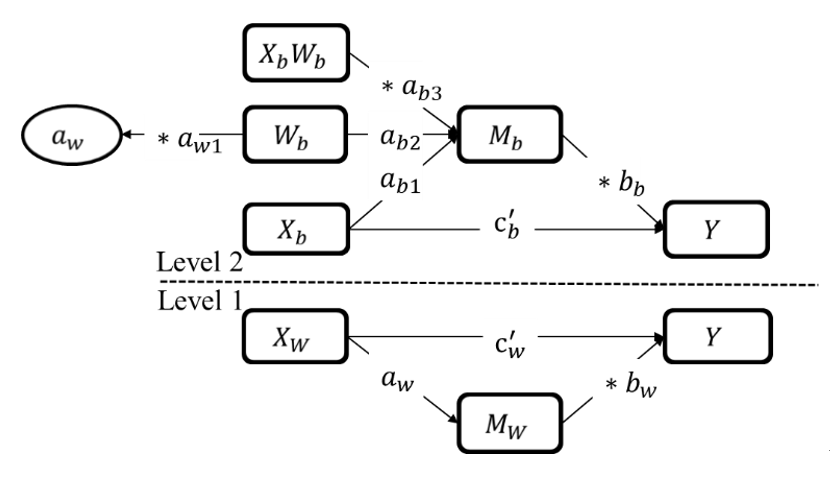 X_bW_b
* a_{b3}
a_w
* a_{w1}
W_b
a_{b2}
M_b
a_{b1}
* b_b
X_b
c'_b
Y
Level 2
Level 1
X_W
c'_w
Y
a_w
* b_w
M_W